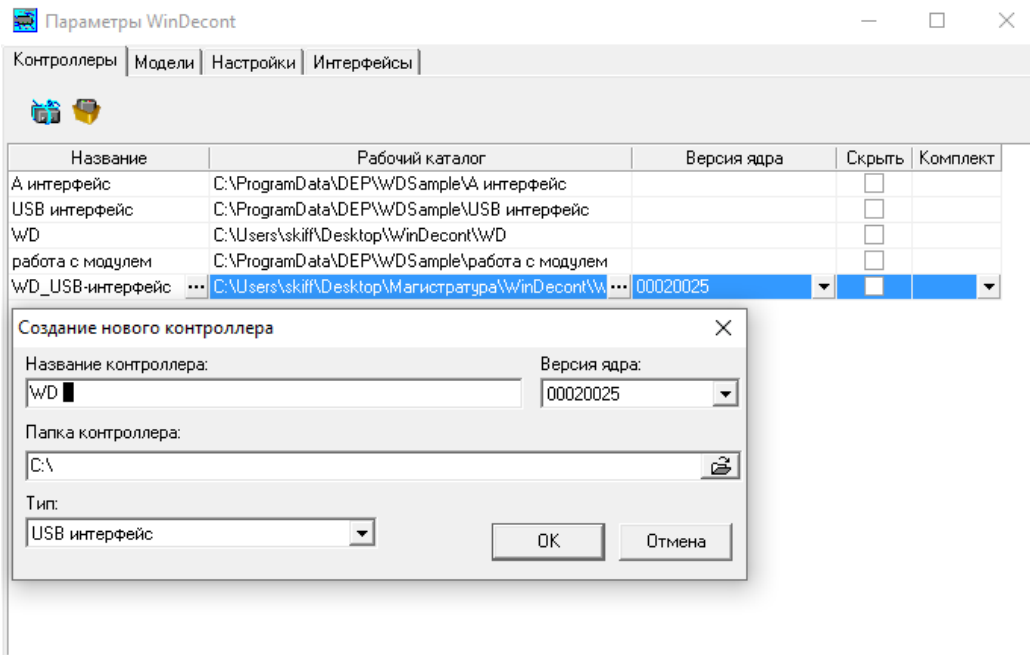 Параметры WinDecont
Контроллеры Модели Настройки Интерфейсы
Название Рабочий каталог Версия ядра Скрыть Комплект
А интерфейс C:\ProgramData\DEP\WDSample\А интерфейс
USB интерфейс C:\ProgramData\DEP\WDSample\USB интерфейс
WD C:\Users\skiff\Desktop\WinDecont\WD
работа с модулем C:\ProgramData\DEP\WDSample\работа с модулем
WD_USB-интерфейс ... C:\Users\skiff\Desktop\Магистратура\WinDecont\W ... 00020025
Создание нового контроллера
Название контроллера: Версия ядра:
WD 00020025
Папка контроллера:
C:\
Тип:
USB интерфейс OK Отмена